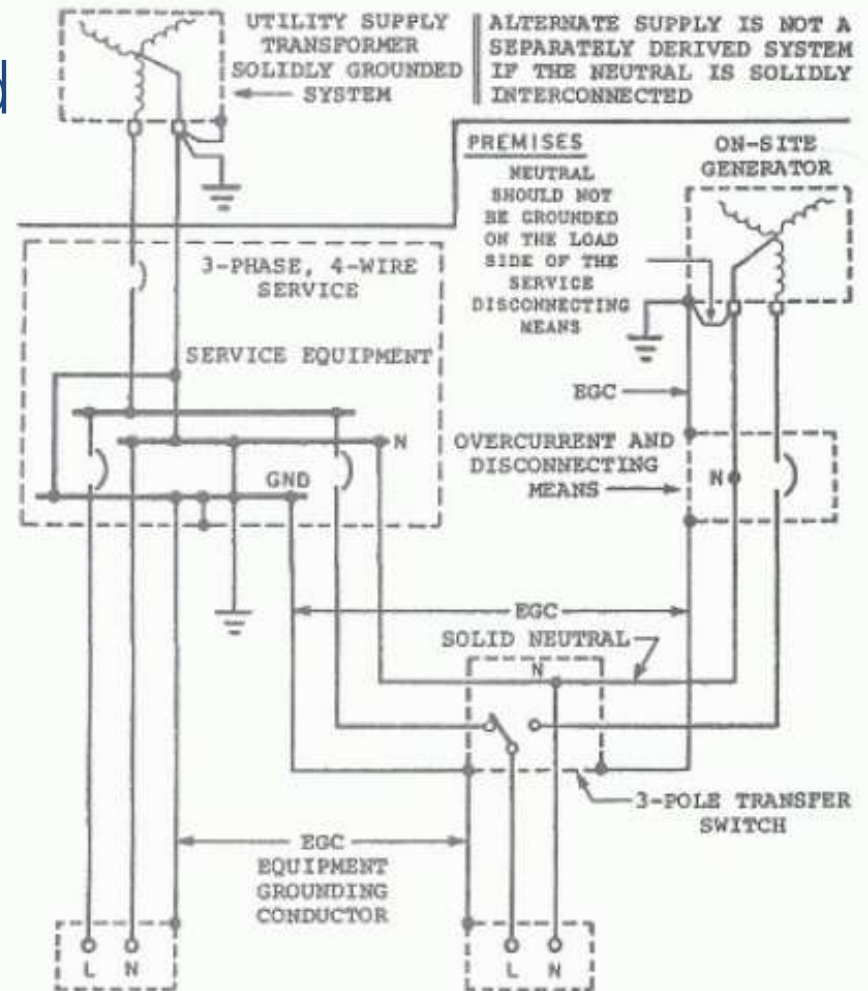 d
UTILITY SUPPLY
TRANSFORMER
SOLIDLY GROUNDED
SYSTEM
ALTERNATE SUPPLY IS NOT A
SEPARATELY DERIVED SYSTEM
IF THE NEUTRAL IS SOLIDLY
INTERCONNECTED
PREMISES
NEUTRAL
SHOULD NOT
BE GROUNDED
ON THE LOAD
SIDE OF THE
SERVICE
DISCONNECTING
MEANS
ON-SITE
GENERATOR
3-PHASE, 4-WIRE
SERVICE
SERVICE EQUIPMENT
EGC
N
GND
OVERCURRENT AND
DISCONNECTING
MEANS
N
EGC
SOLID NEUTRAL
N
3-POLE TRANSFER
SWITCH
EGC
EQUIPMENT
GROUNDING
CONDUCTOR
L N
L N